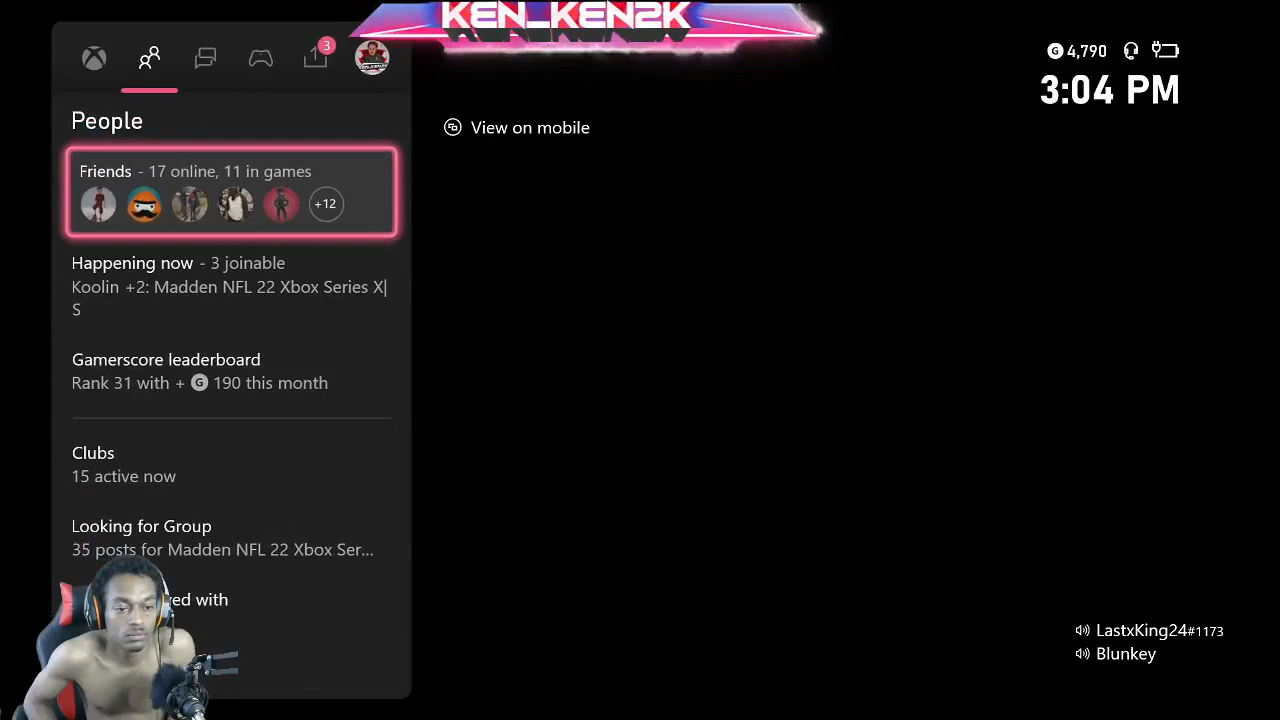 KEN_KEN2K
3
4,790
3:04 PM
People
View on mobile
Friends - 17 online, 11 in games
+12
Happening now - 3 joinable
Koolin +2: Madden NFL 22 Xbox Series X|
S
Gamerscore leaderboard
Rank 31 with + G 190 this month
Clubs
15 active now
Looking for Group
35 posts for Madden NFL 22 Xbox Ser...
with
LastxKing24#1173
Blunkey